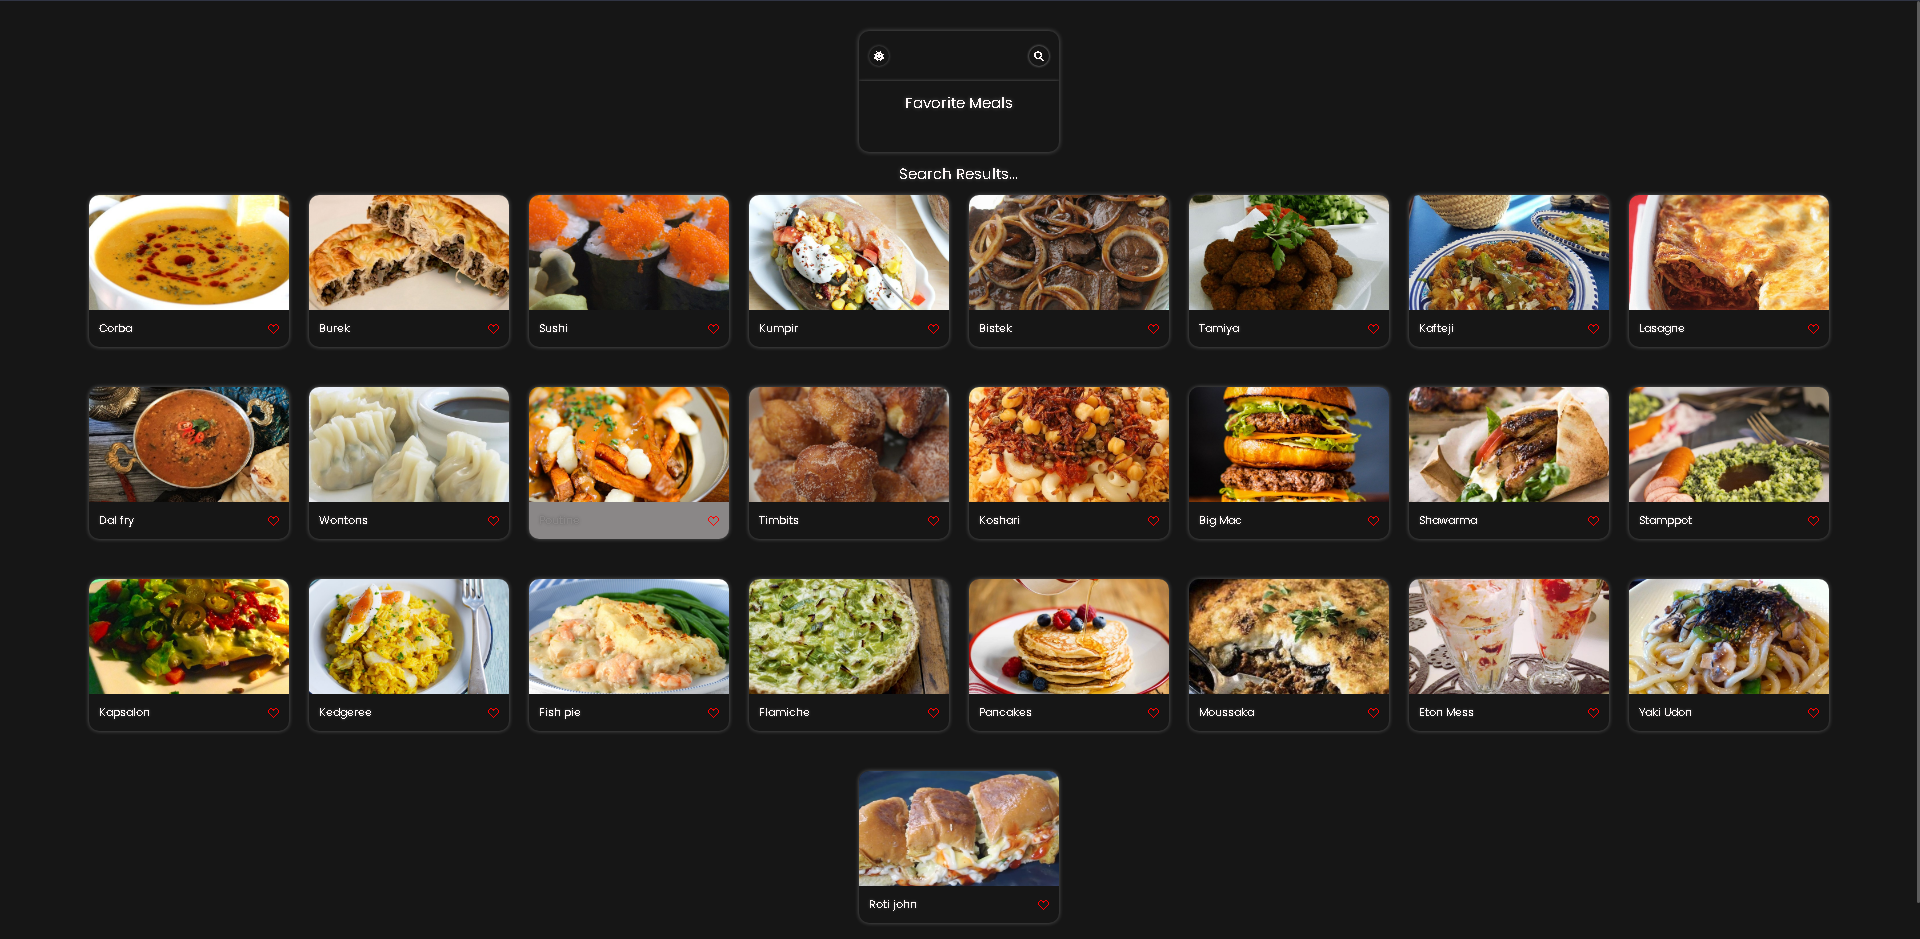 Favorite Meals
Search Results...
Corba
Burek
Sushi
Kumpir
Bistek
Tamiya
Kafteji
Lasagne
Dal fry
Wontons
Poutine
Timbits
Koshari
Big Mac
Shawarma
Stamppot
Kapsalon
Kedgeree
Fish pie
Flamiche
Pancakes
Moussaka
Eton Mess
Yaki Udon
Roti john